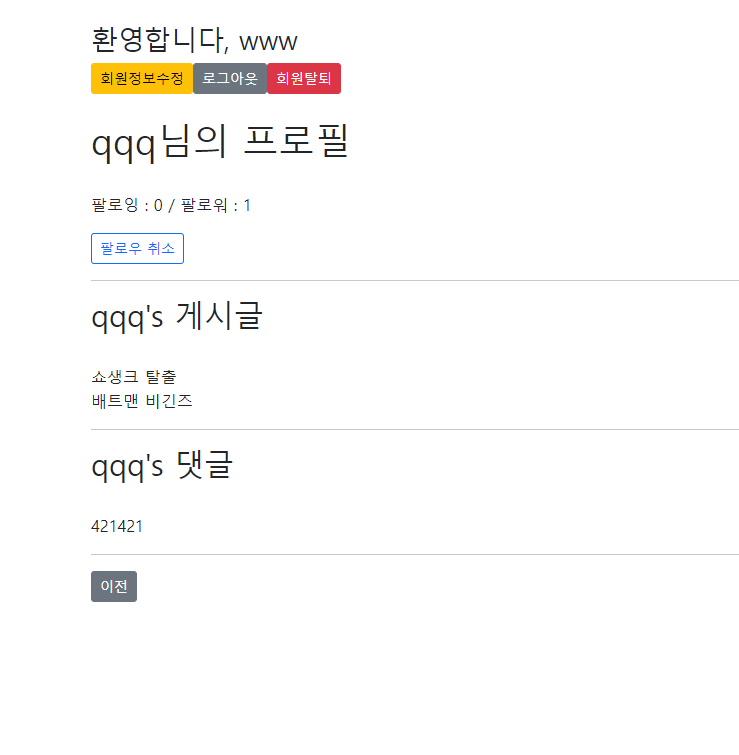 환영합니다, www
회원정보수정 로그아웃 회원탈퇴
qqq님의 프로필
팔로잉 : 0 / 팔로워 : 1
팔로우 취소
qqq's 게시글
쇼생크 탈출
배트맨 비긴즈
qqq's 댓글
421421
이전